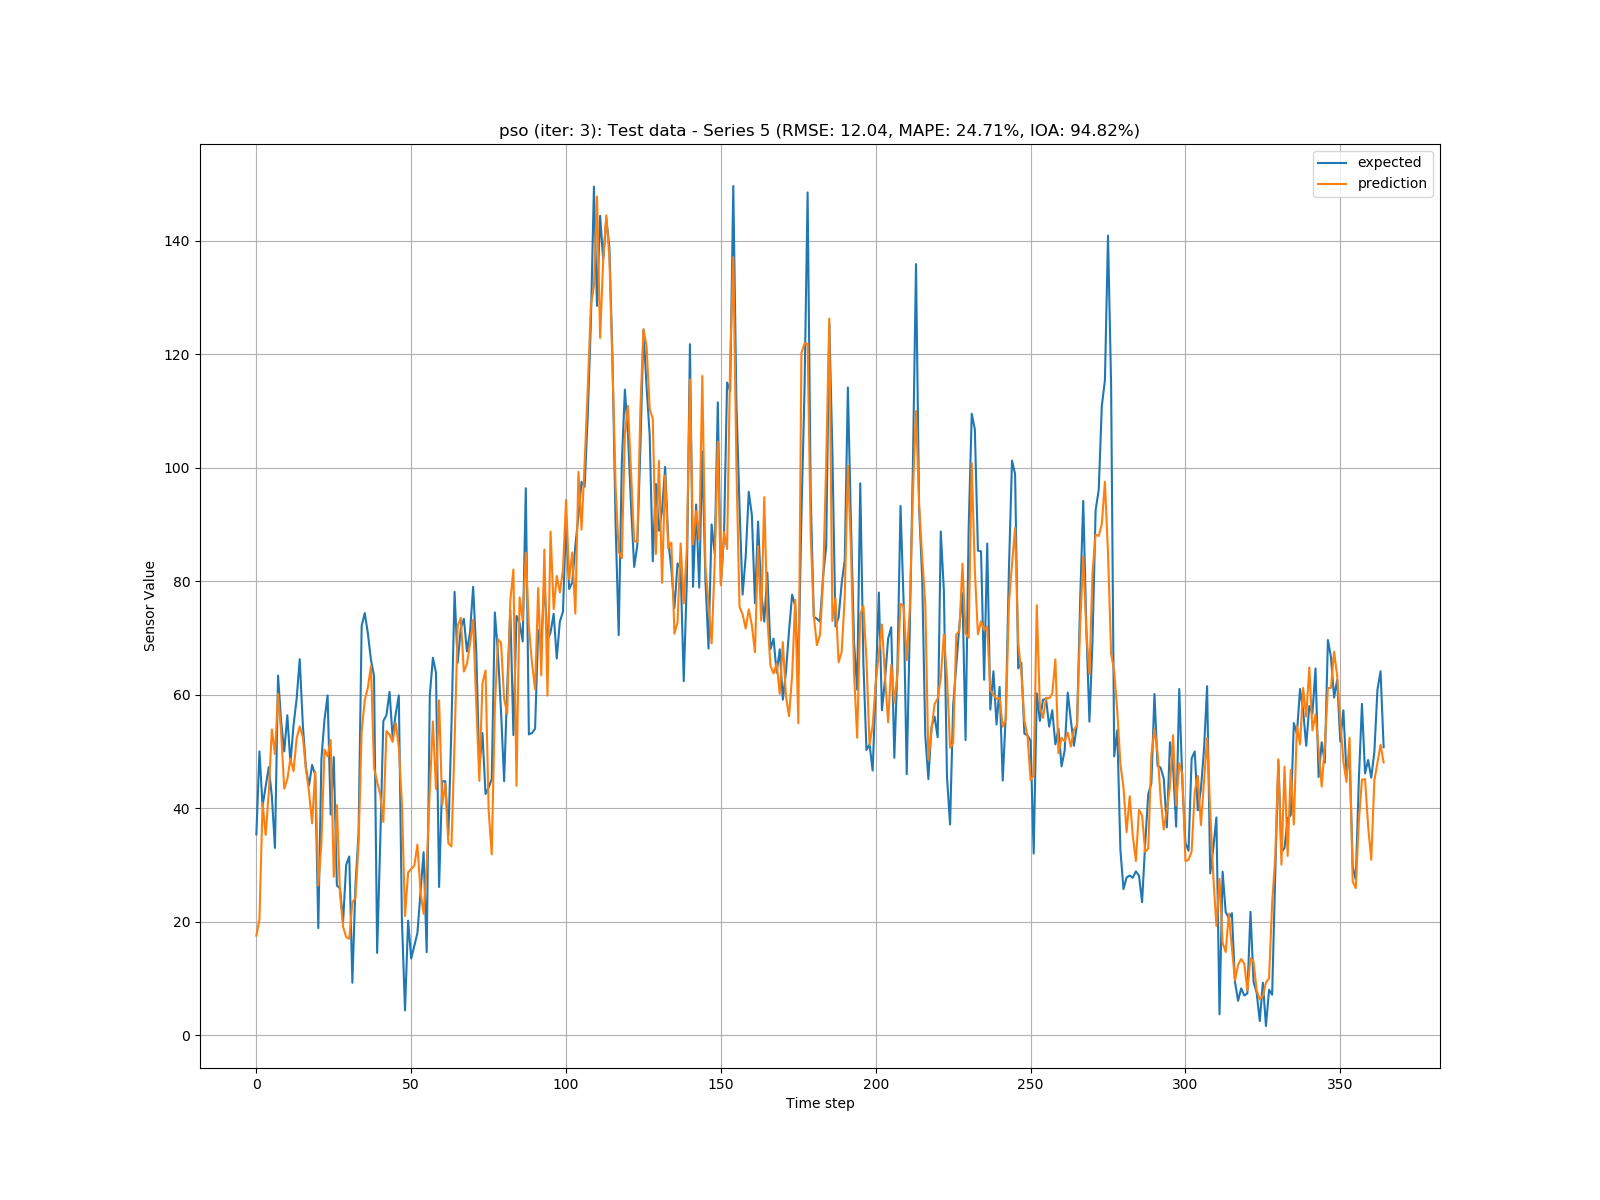 pso (iter: 3): Test data - Series 5 (RMSE: 12.04, MAPE: 24.71%, IOA: 94.82%)
expected
prediction
140
120
100
80
60
40
20
0
Sensor Value
0 50 100 150 200 250 300 350
Time step